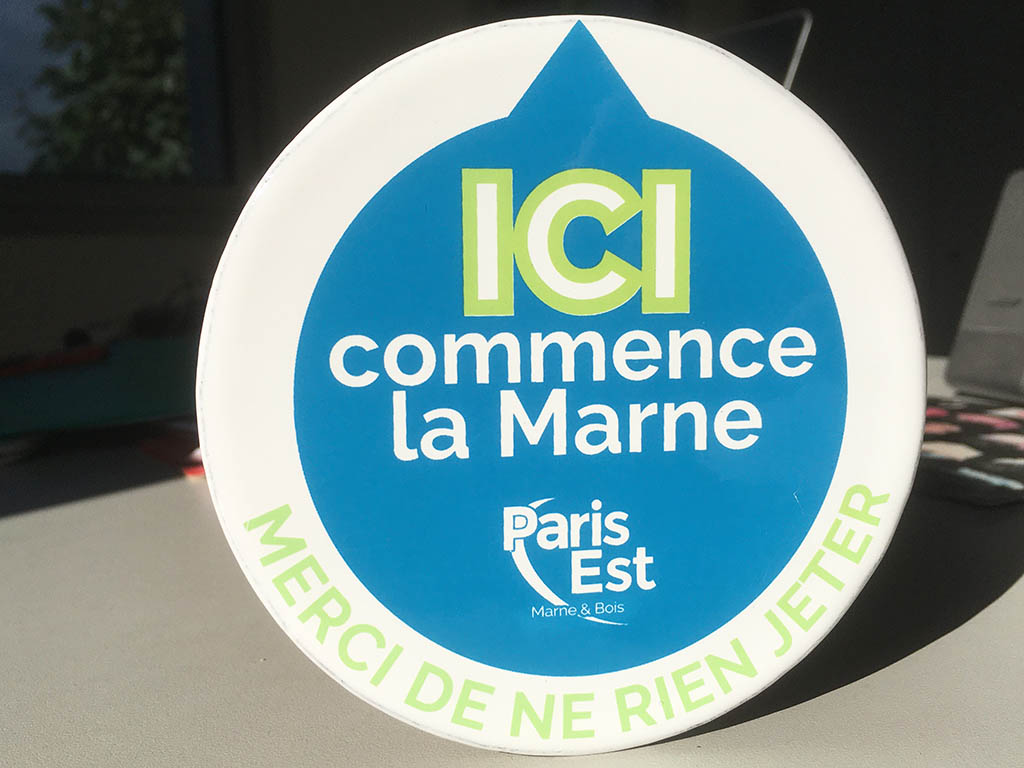 ICI
commence
la Marne
Paris
Est
Marne & Bois
MERCI DE NE RIEN JETER